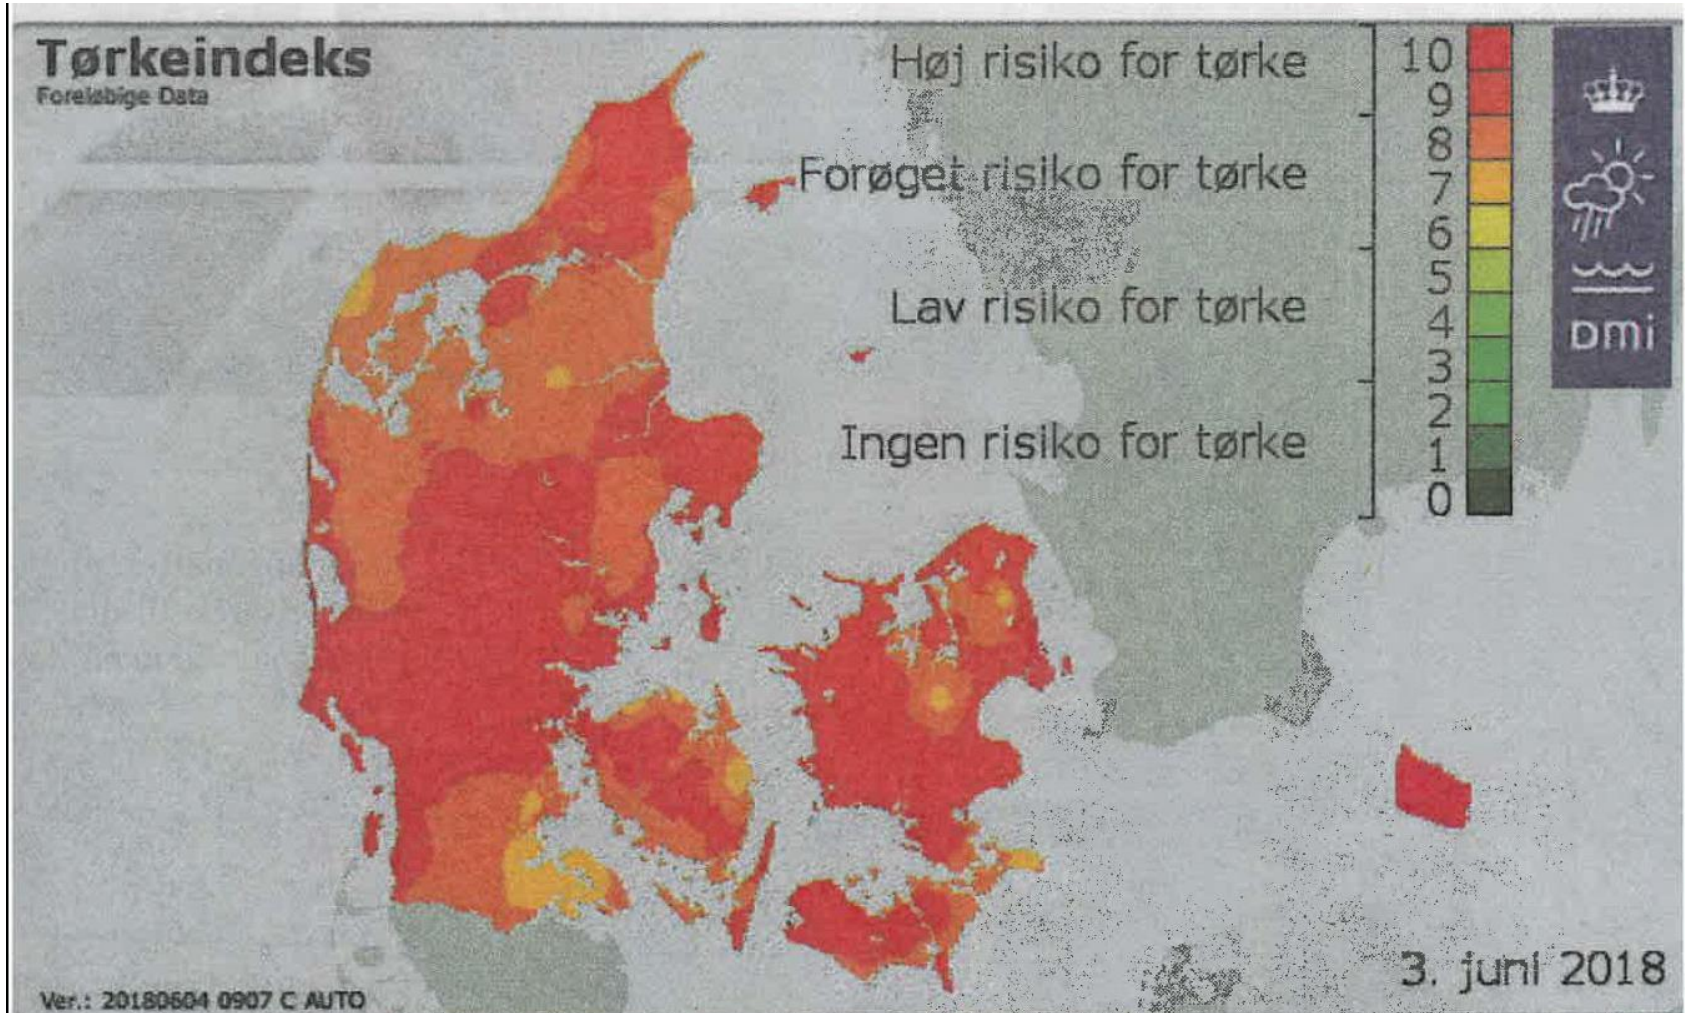 Tørkeindeks
Foreløbige Data
Høj risiko for tørke
Forøget risiko for tørke
Lav risiko for tørke
Ingen risiko for tørke
10
9
8
7
6
5
4
3
2
1
0
DMI
3. juni 2018
Ver.: 20180604 0907 C AUTO